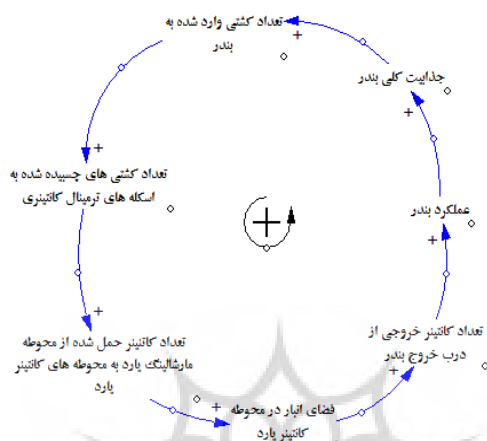 تعداد کشتی وارد شده به
بندر
جذابیت کلی بندر
تعداد کشتی های چسبیده شده به
اسکله های ترمینال کانتینری
عملکرد بندر
تعداد کانتینر خروجی از
درب خروج بندر
تعداد کانتینر حمل شده از محوطه
مارشالینگ یارد به محوطه های کانتینر
یارد
فضای انبار در محوطه
کانتینر یارد